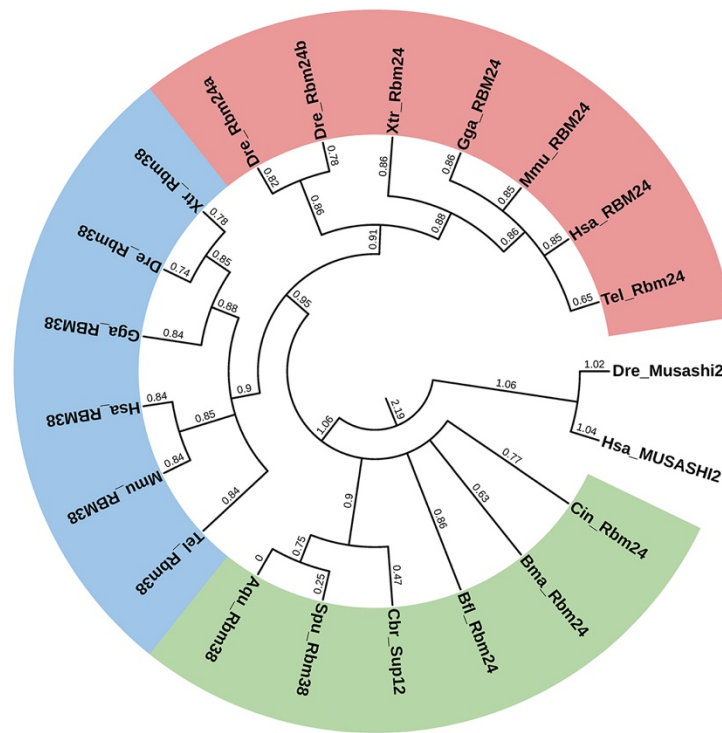 Dre_Rbm24a
Dre_Rbm24b
Xtr_Rbm24
Gga_RBM24
Mmu_RBM24
Hsa_RBM24
Tel_Rbm24
Dre_Musashi2
Hsa_MUSASHI2
Cin_Rbm24
Bma_Rbm24
Bfl_Rbm24
Cbr_Sup12
Spu_Rbm38
Aqu_Rbm38
Tel_Rbm38
Mmu_RBM38
Hsa_RBM38
Gga_RBM38
Dre_Rbm38
Xtr_Rbm38
0.82
0.78
0.86
0.86
0.86
0.85
0.85
0.65
0.88
0.86
0.91
0.95
0.78
0.74
0.85
0.88
0.84
0.9
0.84
0.85
0.84
0.84
1.06
2.19
1.06
1.02
1.04
0.77
0.63
0.86
0.9
0.75
0
0.25
0.47